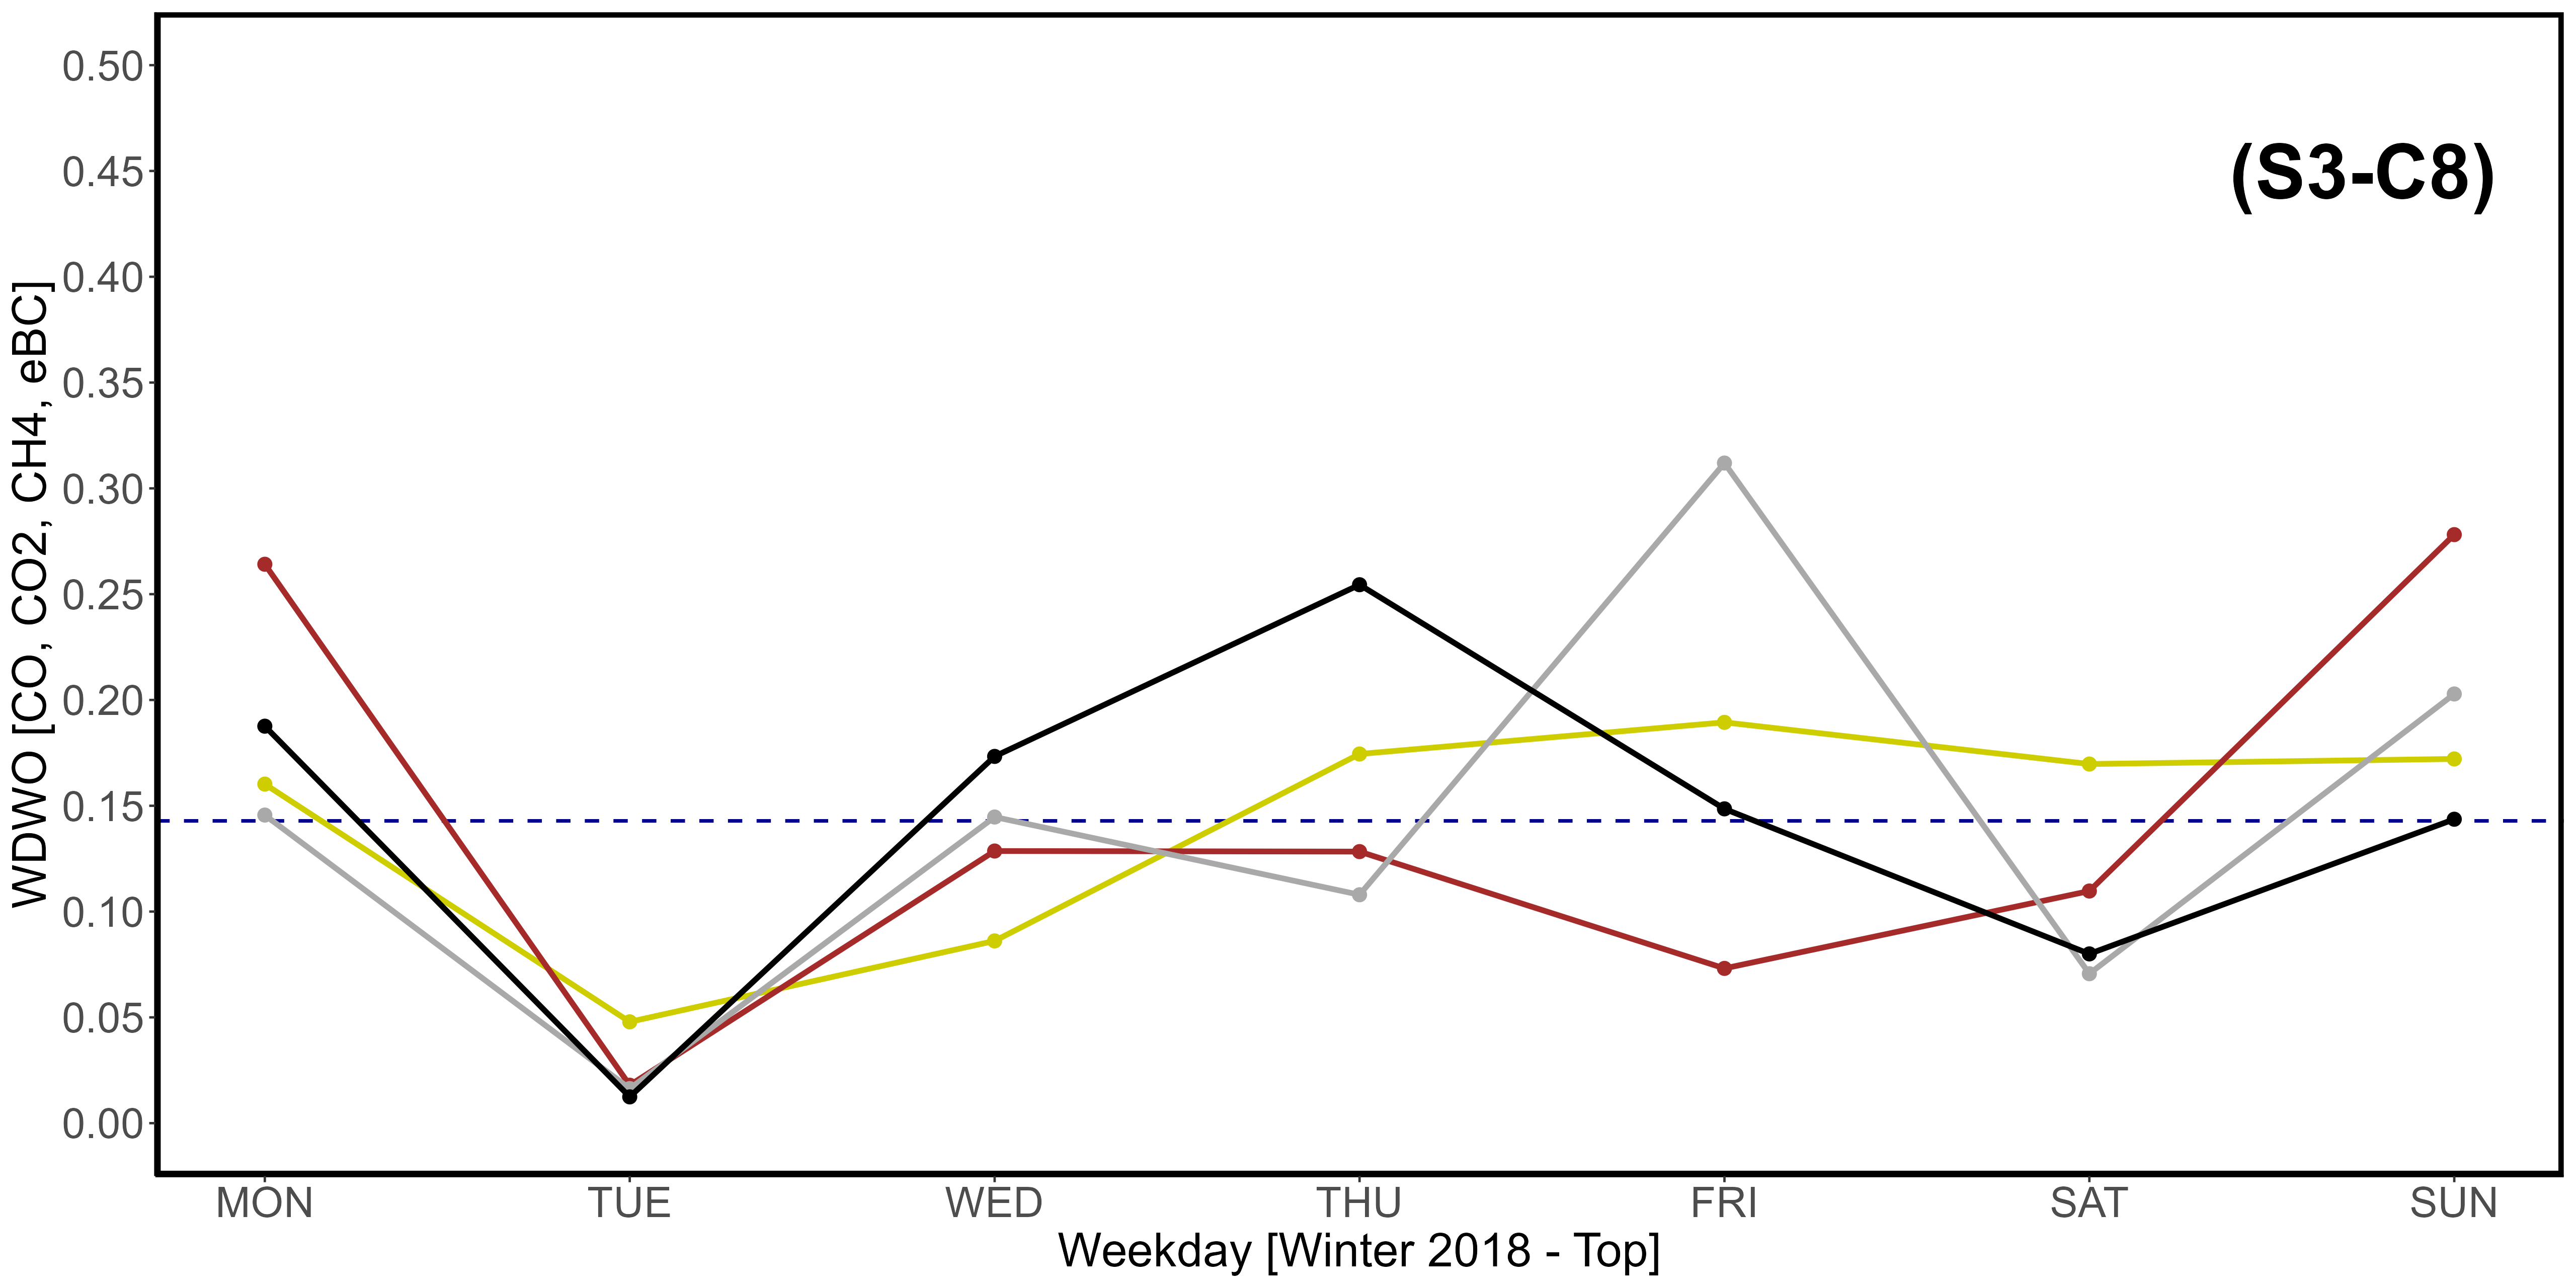 WDWO [CO, CO2, CH4, eBC]
0.50
0.45
0.40
0.35
0.30
0.25
0.20
0.15
0.10
0.05
0.00
(S3-C8)
MON TUE WED THU FRI SAT SUN
Weekday [Winter 2018 - Top]